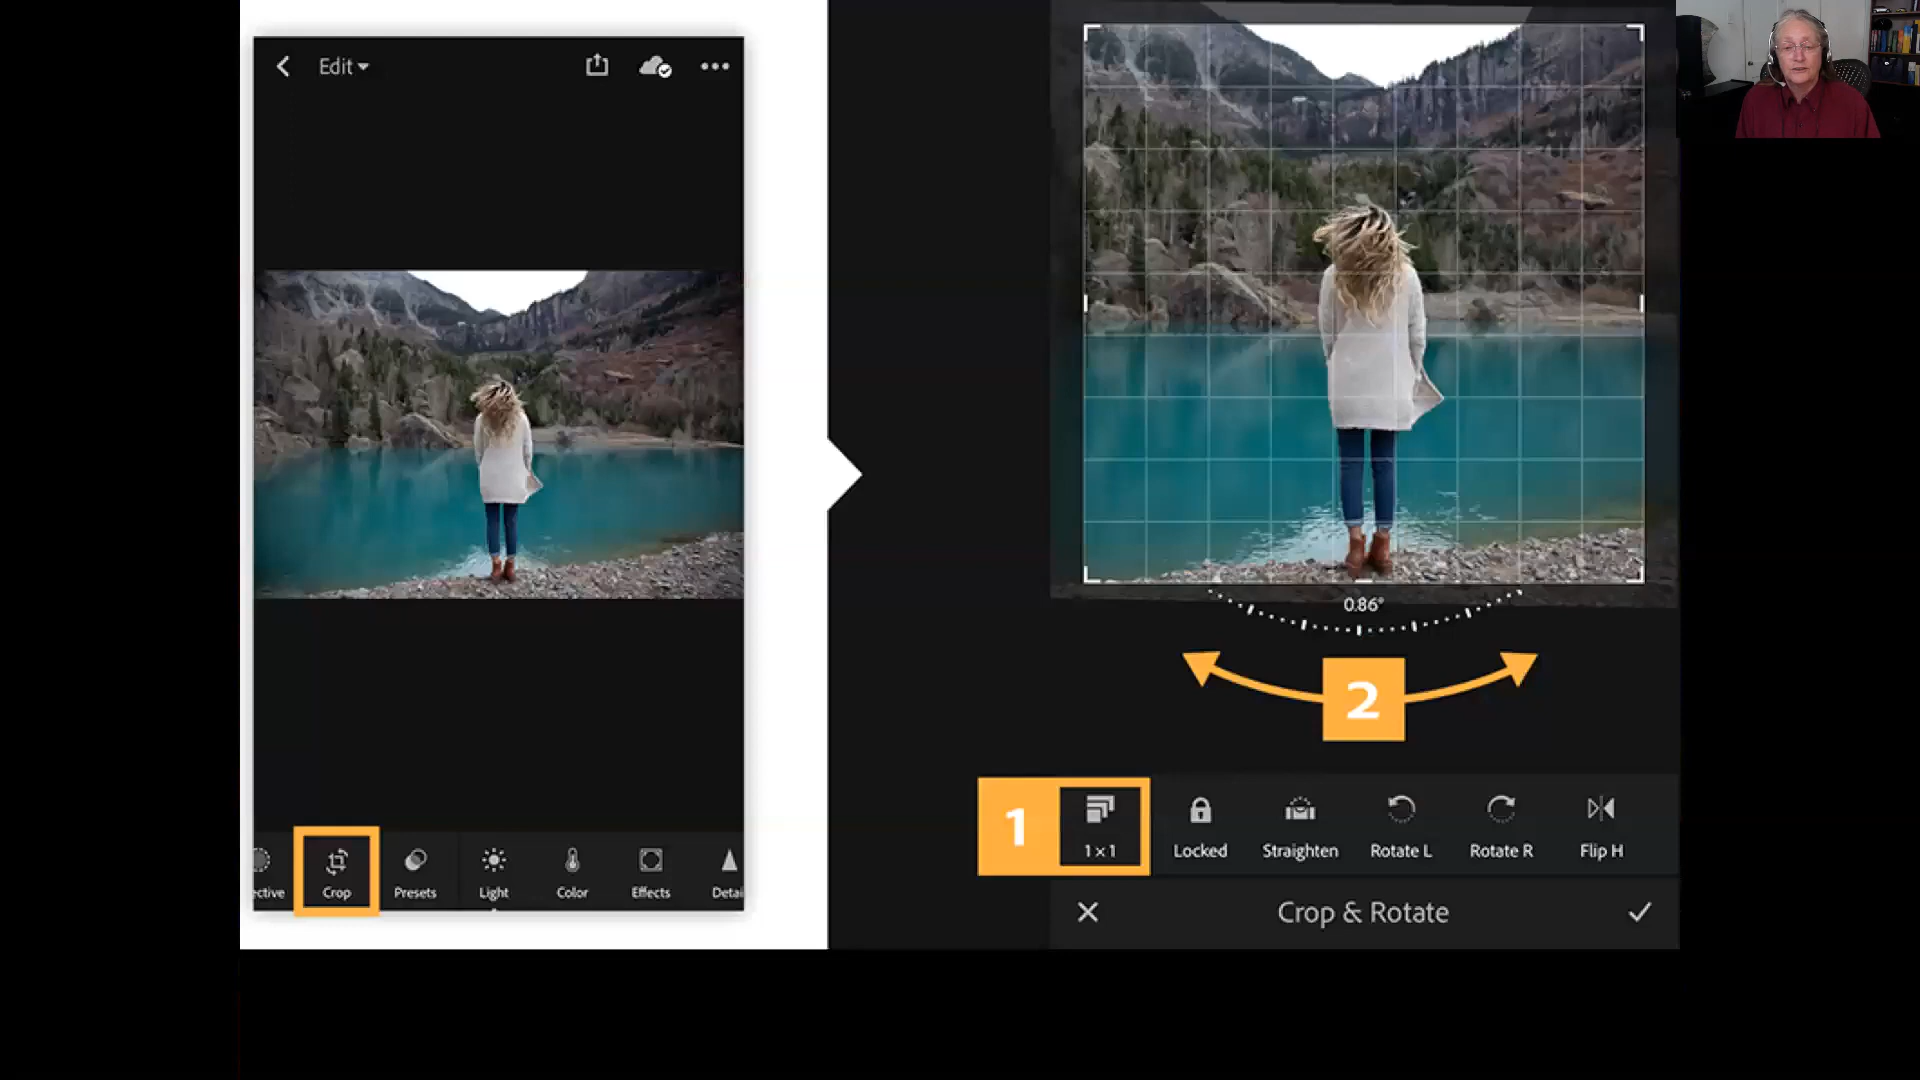 Edit
ective
Crop
Presets
Light
Color
Effects
Detai
0.86°
2
1
1 × 1
Locked
Straighten
Rotate L
Rotate R
Flip H
Crop & Rotate